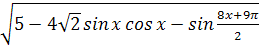 √(5 − 4√2 sin x cos x − sin (8x+9π)/2)